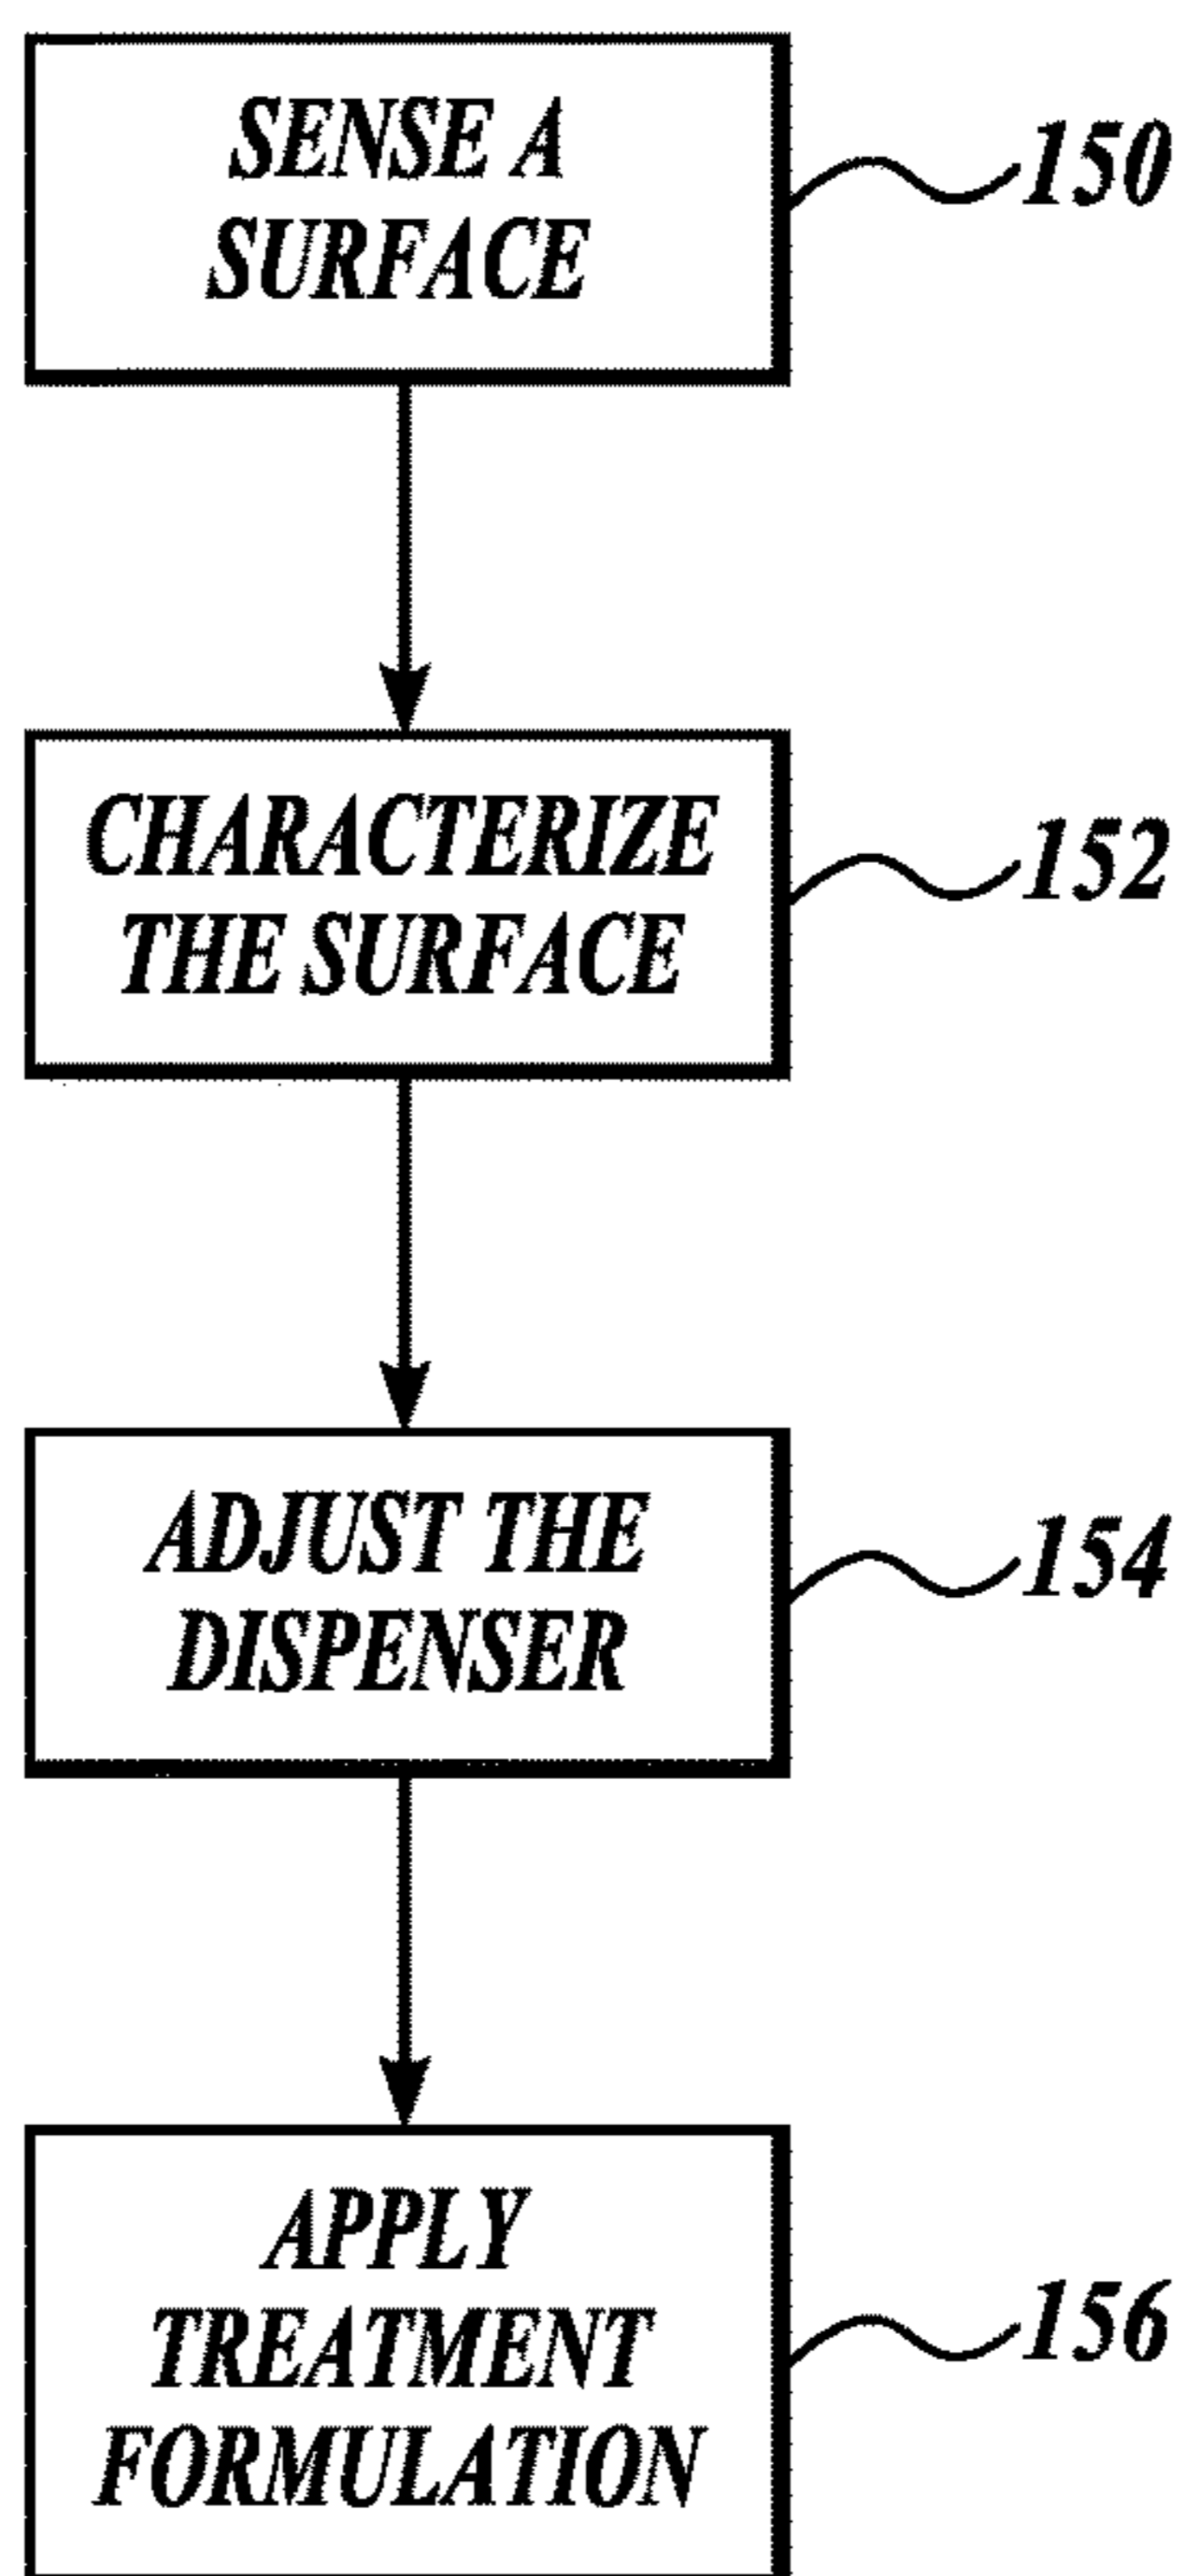 SENSE A
SURFACE
150
CHARACTERIZE
THE SURFACE
152
ADJUST THE
DISPENSER
154
APPLY
TREATMENT
FORMULATION
156